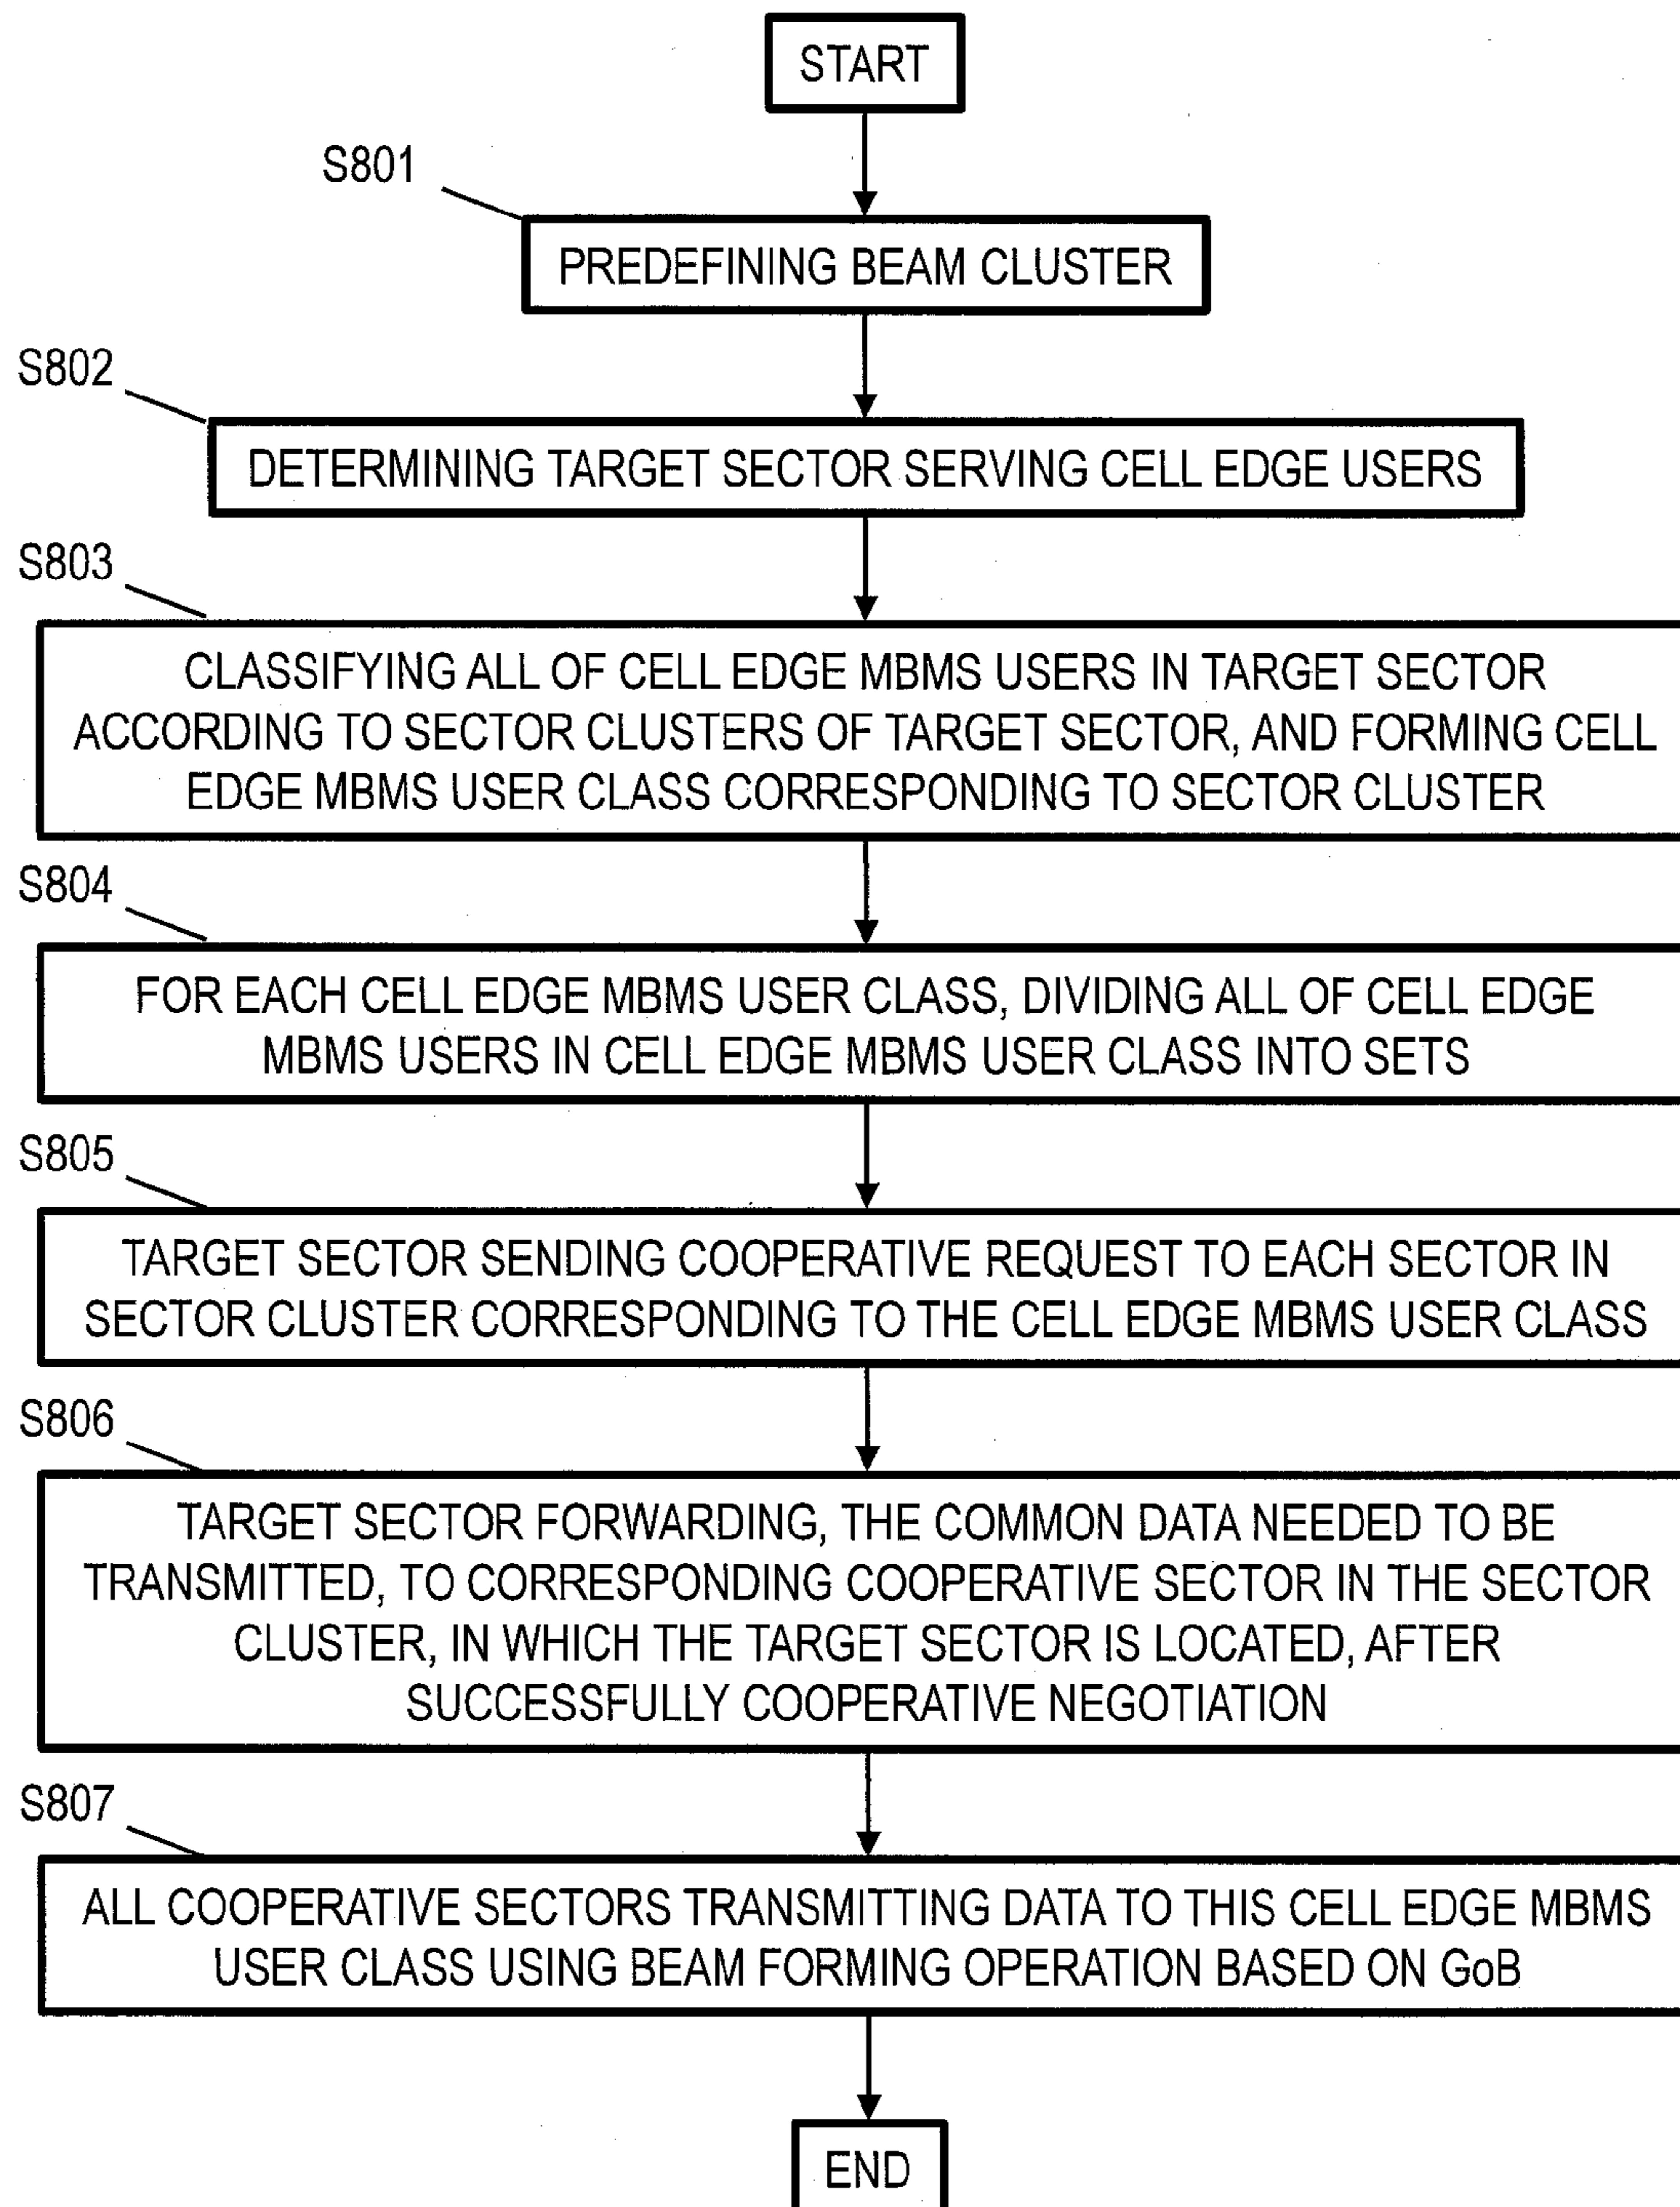 START
S801
PREDEFINING BEAM CLUSTER
S802
DETERMINING TARGET SECTOR SERVING CELL EDGE USERS
S803
CLASSIFYING ALL OF CELL EDGE MBMS USERS IN TARGET SECTOR
ACCORDING TO SECTOR CLUSTERS OF TARGET SECTOR, AND FORMING CELL
EDGE MBMS USER CLASS CORRESPONDING TO SECTOR CLUSTER
S804
FOR EACH CELL EDGE MBMS USER CLASS, DIVIDING ALL OF CELL EDGE
MBMS USERS IN CELL EDGE MBMS USER CLASS INTO SETS
S805
TARGET SECTOR SENDING COOPERATIVE REQUEST TO EACH SECTOR IN
SECTOR CLUSTER CORRESPONDING TO THE CELL EDGE MBMS USER CLASS
S806
TARGET SECTOR FORWARDING, THE COMMON DATA NEEDED TO BE
TRANSMITTED, TO CORRESPONDING COOPERATIVE SECTOR IN THE SECTOR
CLUSTER, IN WHICH THE TARGET SECTOR IS LOCATED, AFTER
SUCCESSFULLY COOPERATIVE NEGOTIATION
S807
ALL COOPERATIVE SECTORS TRANSMITTING DATA TO THIS CELL EDGE MBMS
USER CLASS USING BEAM FORMING OPERATION BASED ON GoB
END